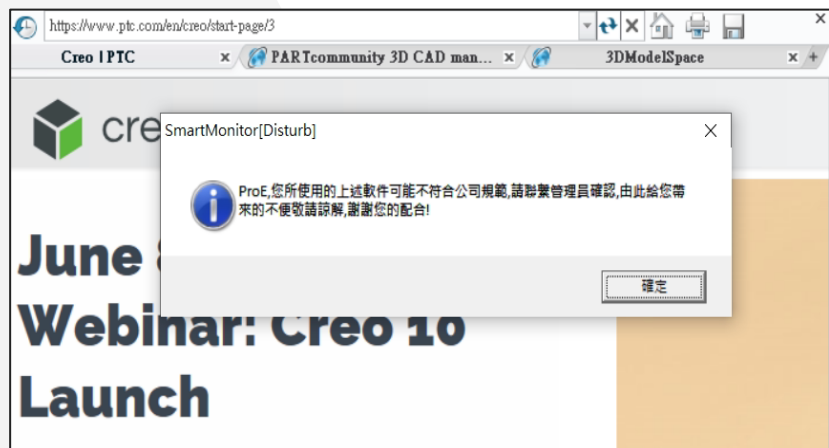 https://www.ptc.com/en/creo/start-page/3
Creo | PTC
PARTcommunity 3D CAD man...
3DModelSpace
cre
SmartMonitor[Disturb]
ProE,您所使用的上述軟件可能不符合公司規範,請聯繫管理員確認,由此給您帶
來的不便敬請諒解,謝謝您的配合!
確定
June
Webinar: Creo 10
Launch